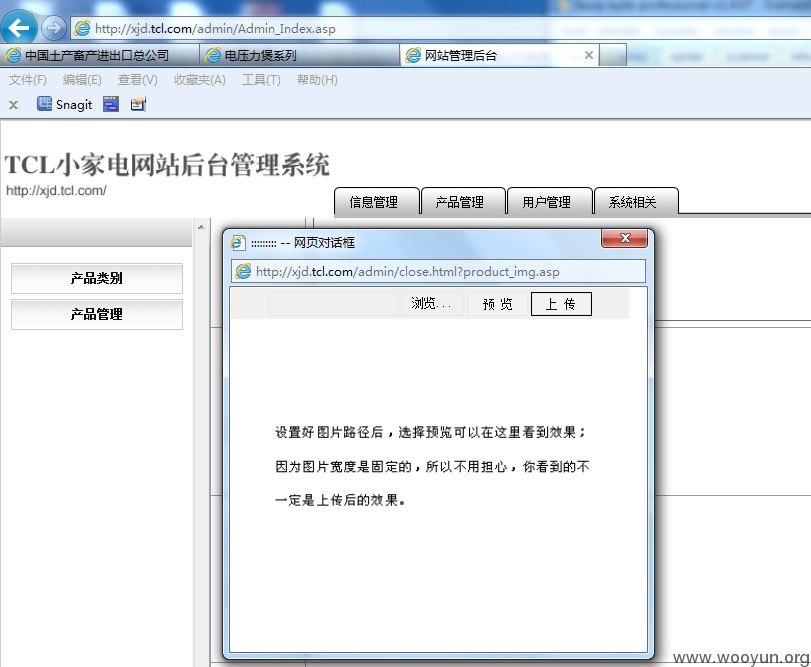 http://xjd.tcl.com/admin/Admin_Index.asp
中国土产畜产进出口总公司
电压力煲系列
网站管理后台
文件(F) 编辑(E) 查看(V) 收藏夹(A) 工具(T) 帮助(H)
x Snagit
TCL小家电网站后台管理系统
http://xjd.tcl.com/
信息管理 产品管理 用户管理 系统相关
::::::::: -- 网页对话框
http://xjd.tcl.com/admin/close.html?product_img.asp
产品类别
产品管理
浏览... 预 览 上 传
设置好图片路径后，选择预览可以在这里看到效果；
因为图片宽度是固定的，所以不用担心，你看到的不
一定是上传后的效果。
www.wooyun.org